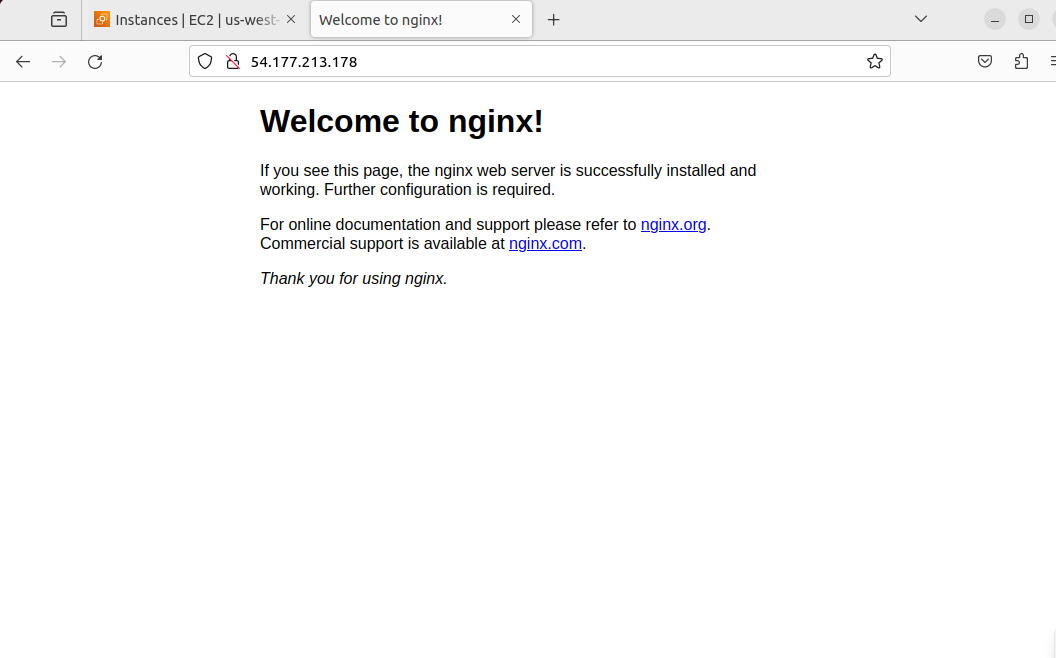 Instances | EC2 | us-west-
Welcome to nginx!
54.177.213.178
Welcome to nginx!
If you see this page, the nginx web server is successfully installed and
working. Further configuration is required.
For online documentation and support please refer to nginx.org.
Commercial support is available at nginx.com.
Thank you for using nginx.